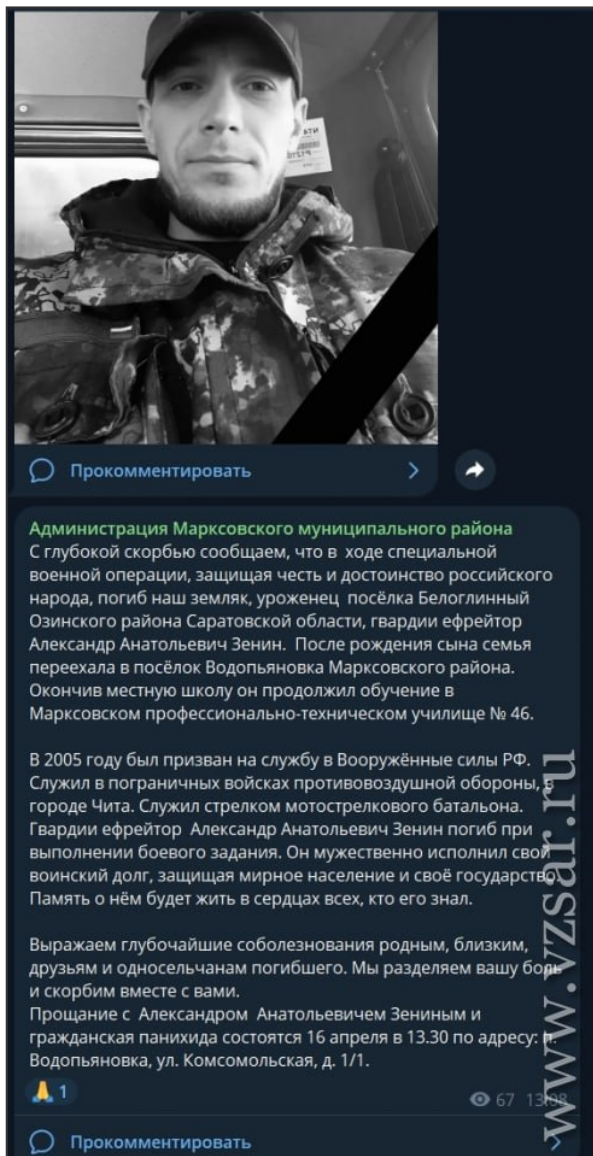 Прокомментировать
Администрация Марксовского муниципального района
С глубокой скорбью сообщаем, что в  ходе специальной
военной операции, защищая честь и достоинство российского
народа, погиб наш земляк, уроженец  посёлка Белоглинный
Озинского района Саратовской области, гвардии ефрейтор
Александр Анатольевич Зенин.  После рождения сына семья
переехала в посёлок Водопьяновка Марксовского района.
Окончив местную школу он продолжил обучение в
Марксовском профессионально-техническом училище № 46.
В 2005 году был призван на службу в Вооружённые силы РФ.
Служил в пограничных войсках противовоздушной обороны, в
городе Чита. Служил стрелком мотострелкового батальона.
Гвардии ефрейтор  Александр Анатольевич Зенин погиб при
выполнении боевого задания. Он мужественно исполнил свой
воинский долг, защищая мирное население и своё государство.
Память о нём будет жить в сердцах всех, кто его знал.
Выражаем глубочайшие соболезнования родным, близким,
друзьям и односельчанам погибшего. Мы разделяем вашу боль
и скорбим вместе с вами.
Прощание с  Александром  Анатольевичем Зениным и
гражданская панихида состоятся 16 апреля в 13.30 по адресу: п.
Водопьяновка, ул. Комсомольская, д. 1/1.
1
67 13:08
Прокомментировать
www.vzsar.ru